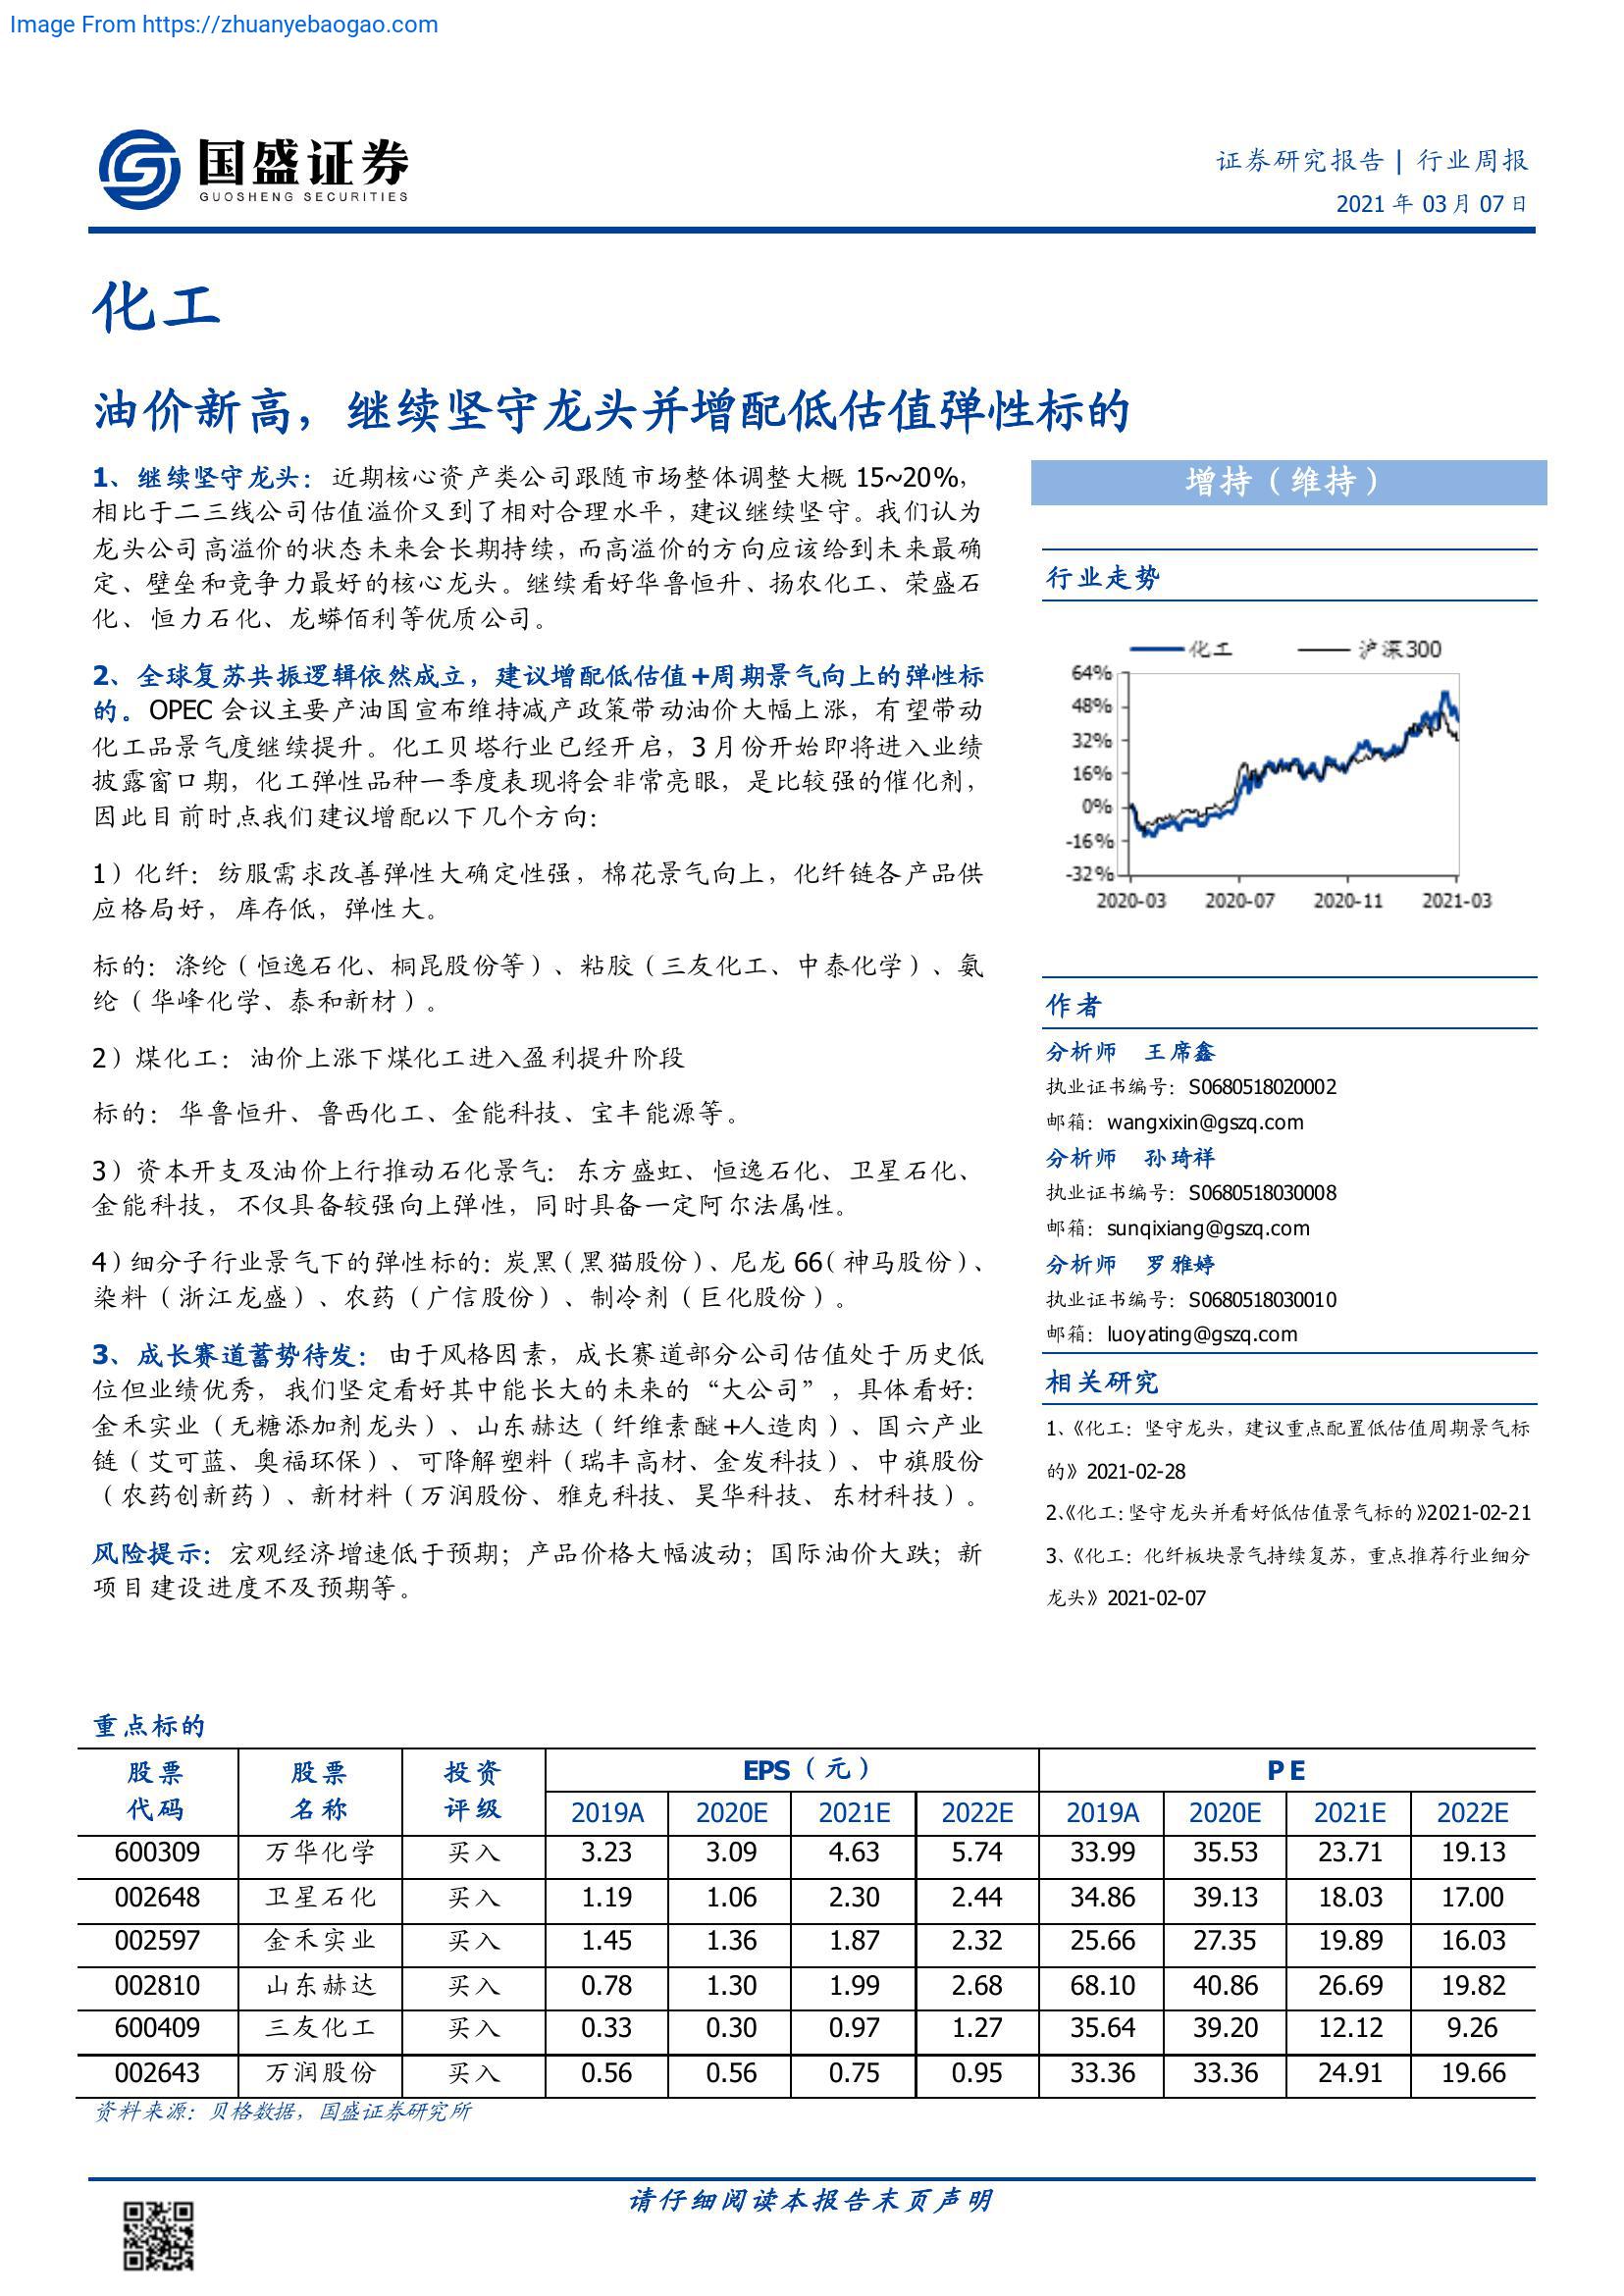 Image From https://zhuanyebaogao.com
国盛证券
GUOSHENG SECURITIES
证券研究报告 | 行业周报
2021 年 03 月 07 日
化工
油价新高，继续坚守龙头并增配低估值弹性标的
1、继续坚守龙头：近期核心资产类公司跟随市场整体调整大概 15~20%，
相比于二三线公司估值溢价又到了相对合理水平，建议继续坚守。我们认为
龙头公司高溢价的状态未来会长期持续，而高溢价的方向应该给到未来最确
定、壁垒和竞争力最好的核心龙头。继续看好华鲁恒升、扬农化工、荣盛石
化、恒力石化、龙蟒佰利等优质公司。
2、全球复苏共振逻辑依然成立，建议增配低估值+周期景气向上的弹性标
的。OPEC 会议主要产油国宣布维持减产政策带动油价大幅上涨，有望带动
化工品景气度继续提升。化工贝塔行业已经开启，3 月份开始即将进入业绩
披露窗口期，化工弹性品种一季度表现将会非常亮眼，是比较强的催化剂，
因此目前时点我们建议增配以下几个方向：
1）化纤：纺服需求改善弹性大确定性强，棉花景气向上，化纤链各产品供
应格局好，库存低，弹性大。
标的：涤纶（恒逸石化、桐昆股份等）、粘胶（三友化工、中泰化学）、氨
纶（华峰化学、泰和新材）。
2）煤化工：油价上涨下煤化工进入盈利提升阶段
标的：华鲁恒升、鲁西化工、金能科技、宝丰能源等。
3）资本开支及油价上行推动石化景气：东方盛虹、恒逸石化、卫星石化、
金能科技，不仅具备较强向上弹性，同时具备一定阿尔法属性。
4）细分子行业景气下的弹性标的：炭黑（黑猫股份）、尼龙 66（神马股份）、
染料（浙江龙盛）、农药（广信股份）、制冷剂（巨化股份）。
3、成长赛道蓄势待发：由于风格因素，成长赛道部分公司估值处于历史低
位但业绩优秀，我们坚定看好其中能长大的未来的“大公司”，具体看好：
金禾实业（无糖添加剂龙头）、山东赫达（纤维素醚+人造肉）、国六产业
链（艾可蓝、奥福环保）、可降解塑料（瑞丰高材、金发科技）、中旗股份
（农药创新药）、新材料（万润股份、雅克科技、昊华科技、东材科技）。
风险提示：宏观经济增速低于预期；产品价格大幅波动；国际油价大跌；新
项目建设进度不及预期等。
增持（维持）
行业走势
化工 沪深300
64%
48%
32%
16%
0%
-16%
-32%
2020-03 2020-07 2020-11 2021-03
作者
分析师 王席鑫
执业证书编号：S0680518020002
邮箱：wangxixin@gszq.com
分析师 孙琦祥
执业证书编号：S0680518030008
邮箱：sunqixiang@gszq.com
分析师 罗雅婷
执业证书编号：S0680518030010
邮箱：luoyating@gszq.com
相关研究
1、《化工：坚守龙头，建议重点配置低估值周期景气标
的》2021-02-28
2、《化工：坚守龙头并看好低估值景气标的》2021-02-21
3、《化工：化纤板块景气持续复苏，重点推荐行业细分
龙头》2021-02-07
重点标的
股票 股票 投资 EPS（元） PE
代码 名称 评级 2019A 2020E 2021E 2022E 2019A 2020E 2021E 2022E
600309 万华化学 买入 3.23 3.09 4.63 5.74 33.99 35.53 23.71 19.13
002648 卫星石化 买入 1.19 1.06 2.30 2.44 34.86 39.13 18.03 17.00
002597 金禾实业 买入 1.45 1.36 1.87 2.32 25.66 27.35 19.89 16.03
002810 山东赫达 买入 0.78 1.30 1.99 2.68 68.10 40.86 26.69 19.82
600409 三友化工 买入 0.33 0.30 0.97 1.27 35.64 39.20 12.12 9.26
002643 万润股份 买入 0.56 0.56 0.75 0.95 33.36 33.36 24.91 19.66
资料来源：贝格数据，国盛证券研究所
请仔细阅读本报告末页声明